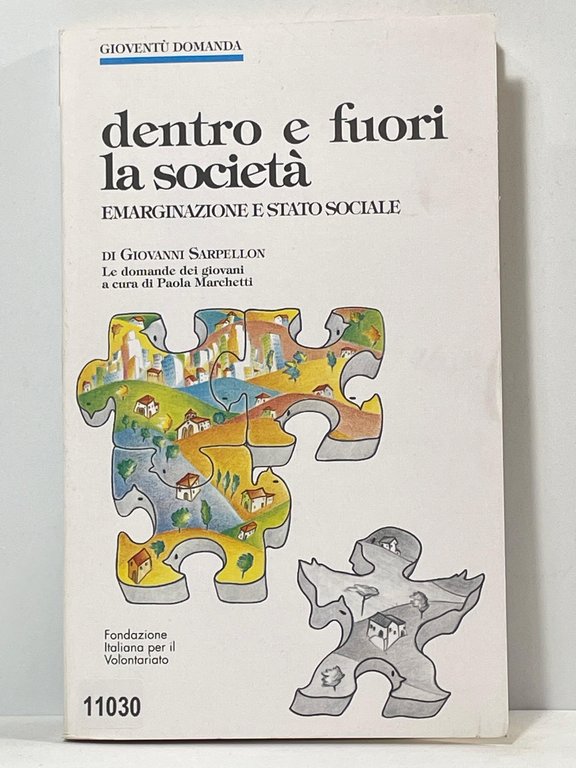 GIOVENTÙ DOMANDA
dentro e fuori
la società
EMARGINAZIONE E STATO SOCIALE
DI GIOVANNI SARPELLON
Le domande dei giovani
a cura di Paola Marchetti
Fondazione
Italiana per il
Volontariato
11030